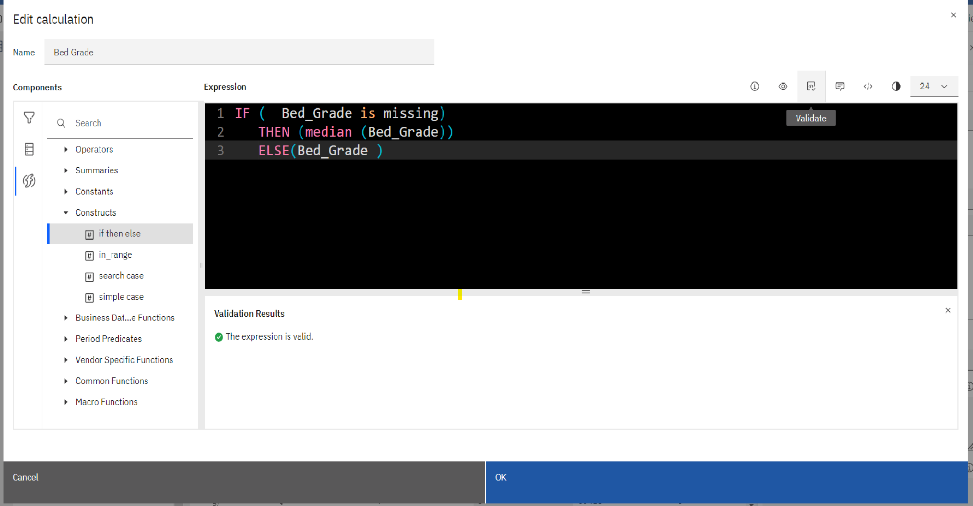 Edit calculation
Name Bed Grade
Components
Expression
24
Validate
Search
Operators
Summaries
Constants
Constructs
if then else
in_range
search case
simple case
Business Dat...e Functions
Period Predicates
Vendor Specific Functions
Common Functions
Macro Functions
1 IF ( Bed_Grade is missing)
2 THEN (median (Bed_Grade))
3 ELSE(Bed_Grade )
Validation Results
The expression is valid.
Cancel
OK